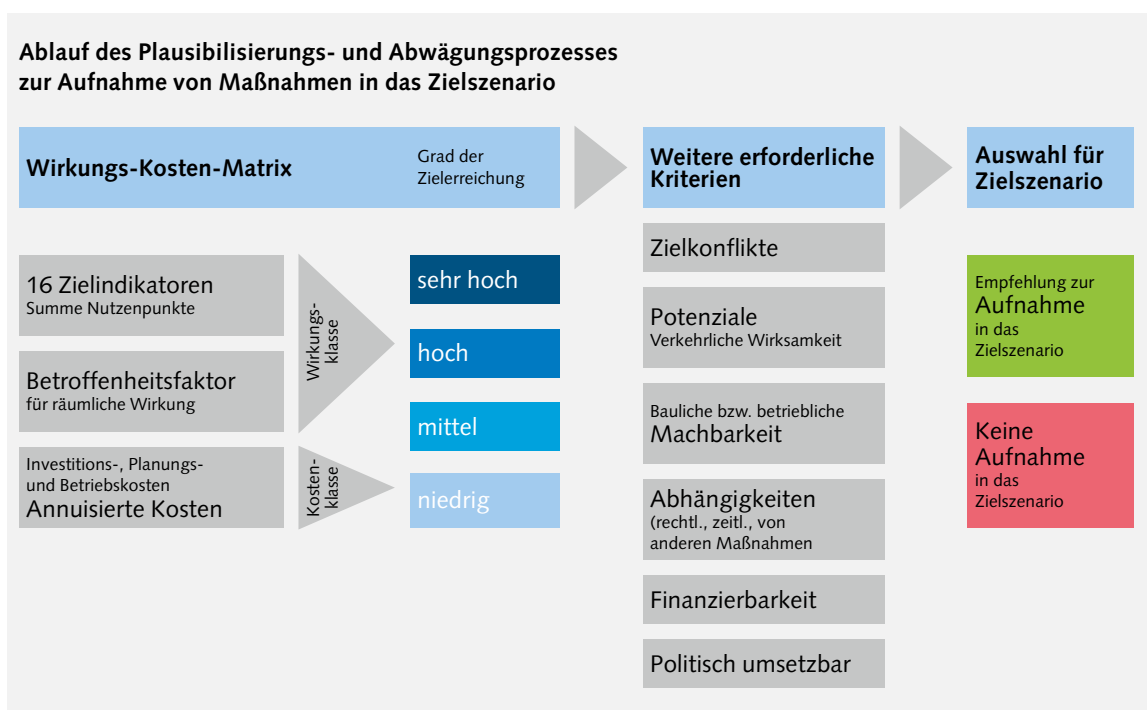 Ablauf des Plausibilisierungs- und Abwägungsprozesses
zur Aufnahme von Maßnahmen in das Zielszenario
Wirkungs-Kosten-Matrix
Grad der
Zielerreichung
16 Zielindikatoren
Summe Nutzenpunkte
Betroffenheitsfaktor
für räumliche Wirkung
Investitions-, Planungs-
und Betriebskosten
Annuisierte Kosten
Wirkungs-
klasse
Kosten-
klasse
sehr hoch
hoch
mittel
niedrig
Weitere erforderliche
Kriterien
Zielkonflikte
Potenziale
Verkehrliche Wirksamkeit
Bauliche bzw. betriebliche
Machbarkeit
Abhängigkeiten
(rechtl., zeitl., von
anderen Maßnahmen
Finanzierbarkeit
Politisch umsetzbar
Auswahl für
Zielszenario
Empfehlung zur
Aufnahme
in das
Zielszenario
Keine
Aufnahme
in das
Zielszenario